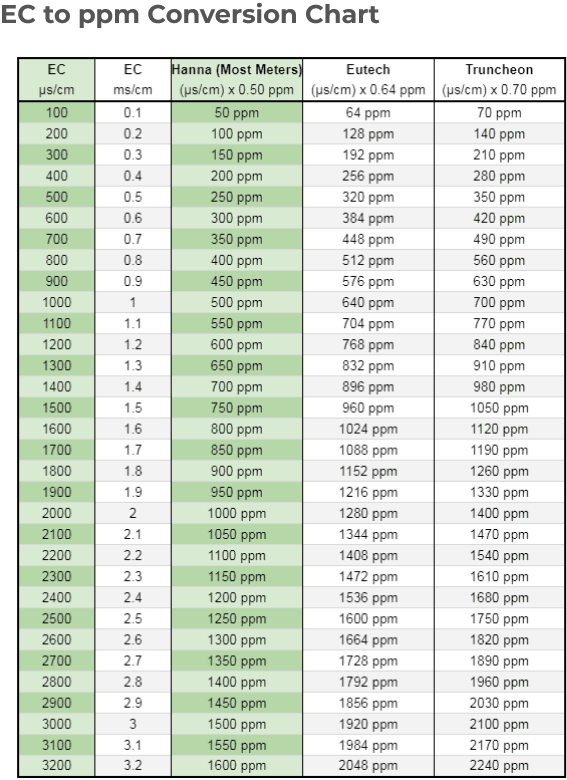 EC to ppm Conversion Chart
EC EC Hanna (Most Meters) Eutech Truncheon
µs/cm ms/cm (µs/cm) x 0.50 ppm (µs/cm) x 0.64 ppm (µs/cm) x 0.70 ppm
100 0.1 50 ppm 64 ppm 70 ppm
200 0.2 100 ppm 128 ppm 140 ppm
300 0.3 150 ppm 192 ppm 210 ppm
400 0.4 200 ppm 256 ppm 280 ppm
500 0.5 250 ppm 320 ppm 350 ppm
600 0.6 300 ppm 384 ppm 420 ppm
700 0.7 350 ppm 448 ppm 490 ppm
800 0.8 400 ppm 512 ppm 560 ppm
900 0.9 450 ppm 576 ppm 630 ppm
1000 1 500 ppm 640 ppm 700 ppm
1100 1.1 550 ppm 704 ppm 770 ppm
1200 1.2 600 ppm 768 ppm 840 ppm
1300 1.3 650 ppm 832 ppm 910 ppm
1400 1.4 700 ppm 896 ppm 980 ppm
1500 1.5 750 ppm 960 ppm 1050 ppm
1600 1.6 800 ppm 1024 ppm 1120 ppm
1700 1.7 850 ppm 1088 ppm 1190 ppm
1800 1.8 900 ppm 1152 ppm 1260 ppm
1900 1.9 950 ppm 1216 ppm 1330 ppm
2000 2 1000 ppm 1280 ppm 1400 ppm
2100 2.1 1050 ppm 1344 ppm 1470 ppm
2200 2.2 1100 ppm 1408 ppm 1540 ppm
2300 2.3 1150 ppm 1472 ppm 1610 ppm
2400 2.4 1200 ppm 1536 ppm 1680 ppm
2500 2.5 1250 ppm 1600 ppm 1750 ppm
2600 2.6 1300 ppm 1664 ppm 1820 ppm
2700 2.7 1350 ppm 1728 ppm 1890 ppm
2800 2.8 1400 ppm 1792 ppm 1960 ppm
2900 2.9 1450 ppm 1856 ppm 2030 ppm
3000 3 1500 ppm 1920 ppm 2100 ppm
3100 3.1 1550 ppm 1984 ppm 2170 ppm
3200 3.2 1600 ppm 2048 ppm 2240 ppm